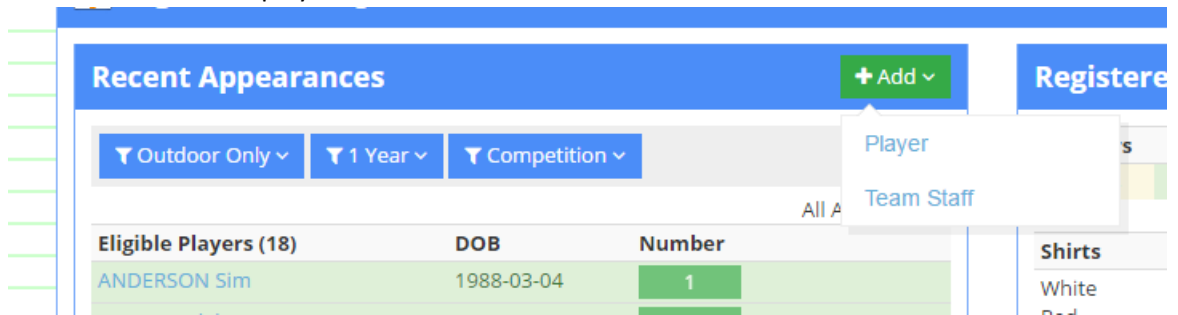 Recent Appearances
+ Add
Registere
Player
Team Staff
Outdoor Only
1 Year
Competition
s
All A
Eligible Players (18) DOB Number
ANDERSON Sim 1988-03-04 1
Shirts
White